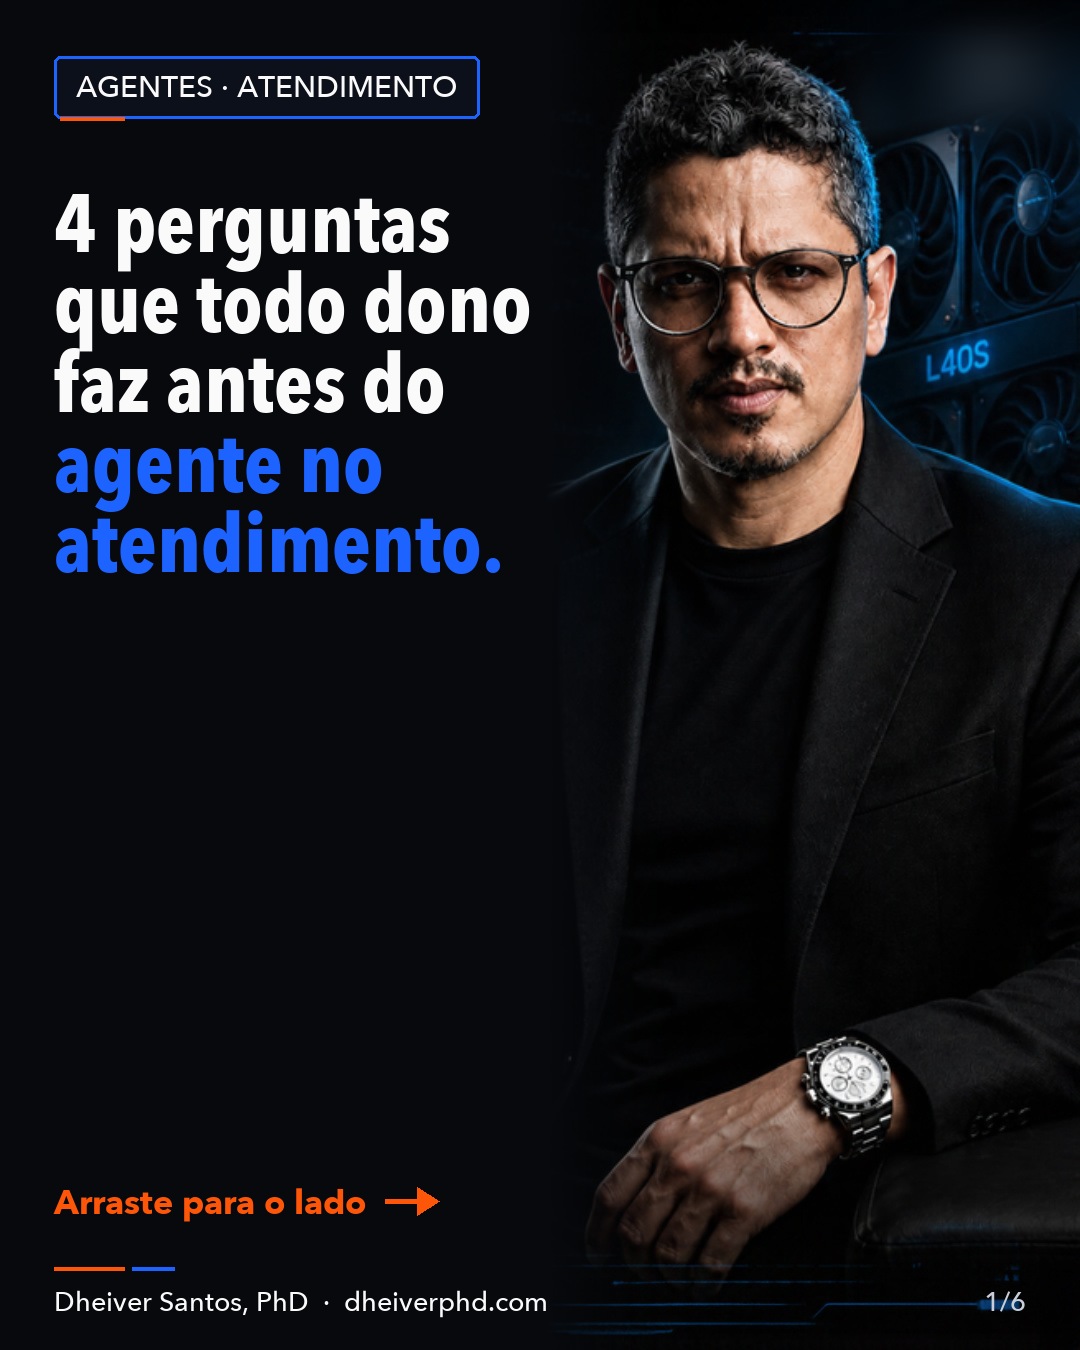 AGENTES · ATENDIMENTO
4 perguntas
que todo dono
faz antes do
agente no
atendimento.
L40S
Arraste para o lado
Dheiver Santos, PhD · dheiverphd.com
1/6